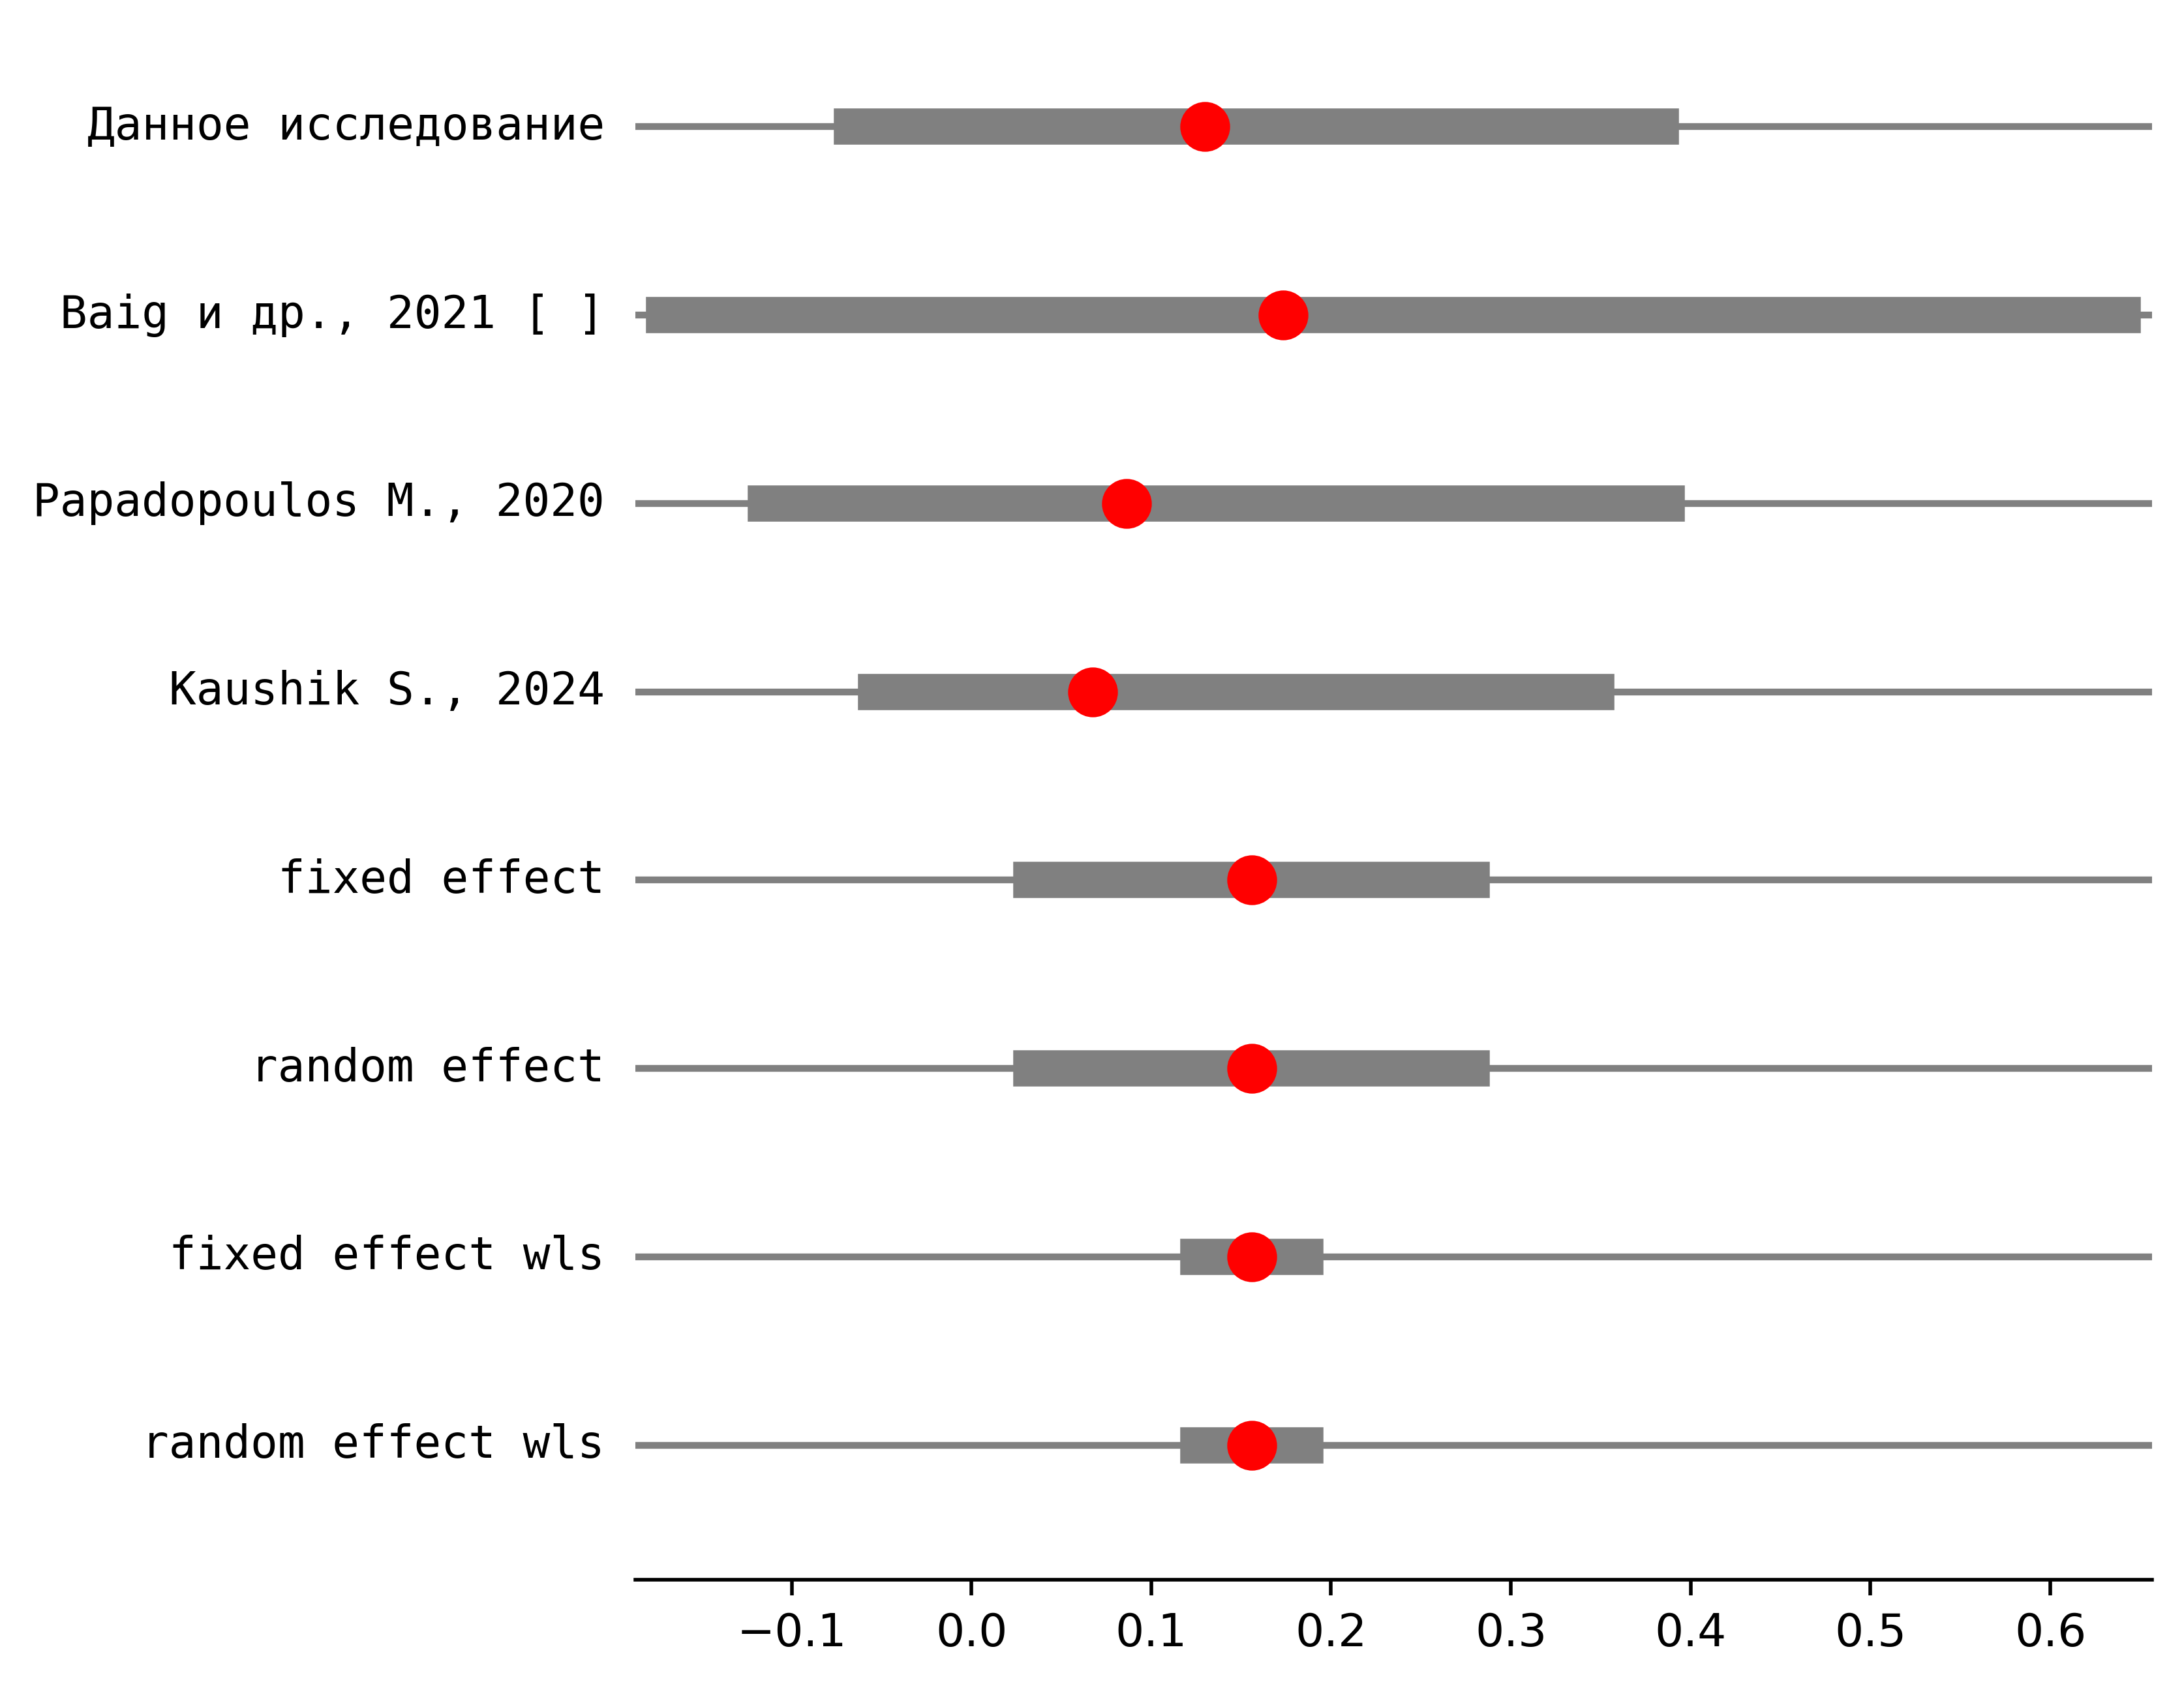 Данное исследование
Baig и др., 2021 [ ]
Papadopoulos M., 2020
Kaushik S., 2024
fixed effect
random effect
fixed effect wls
random effect wls
−0.1 0.0 0.1 0.2 0.3 0.4 0.5 0.6